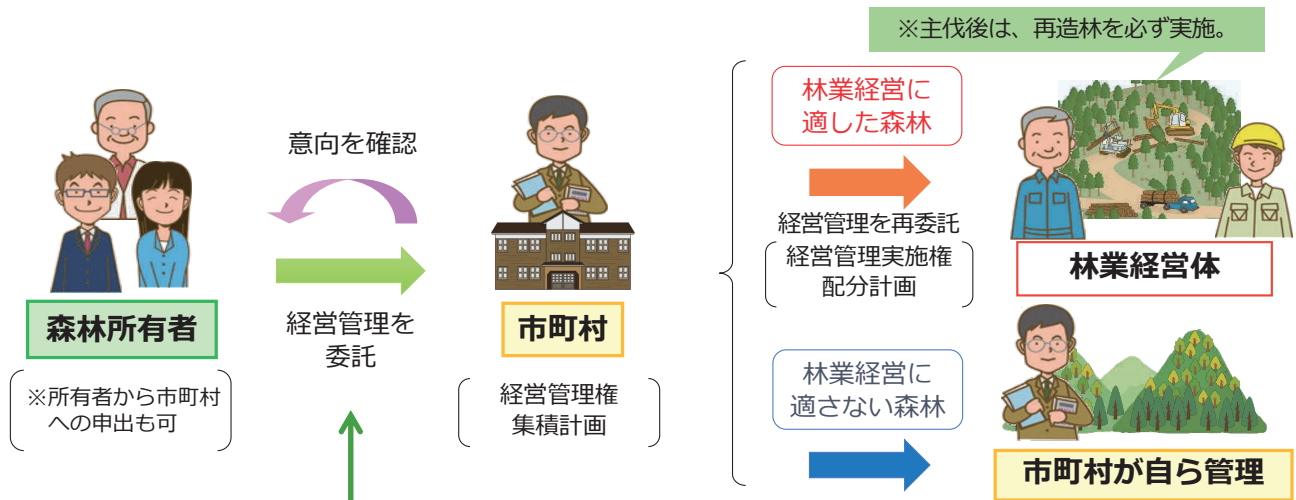 ※主伐後は、再造林を必ず実施。
意向を確認
森林所有者
※所有者から市町村
への申出も可
経営管理を
委託
市町村
経営管理権
集積計画
林業経営に
適した森林
経営管理を再委託
経営管理実施権
配分計画
林業経営体
林業経営に
適さない森林
市町村が自ら管理